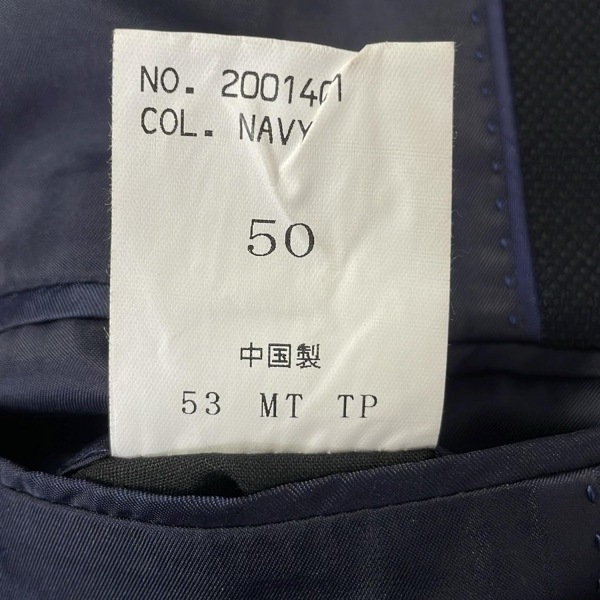 NO. 2001401
COL. NAVY
50
中国製
53 MT TP